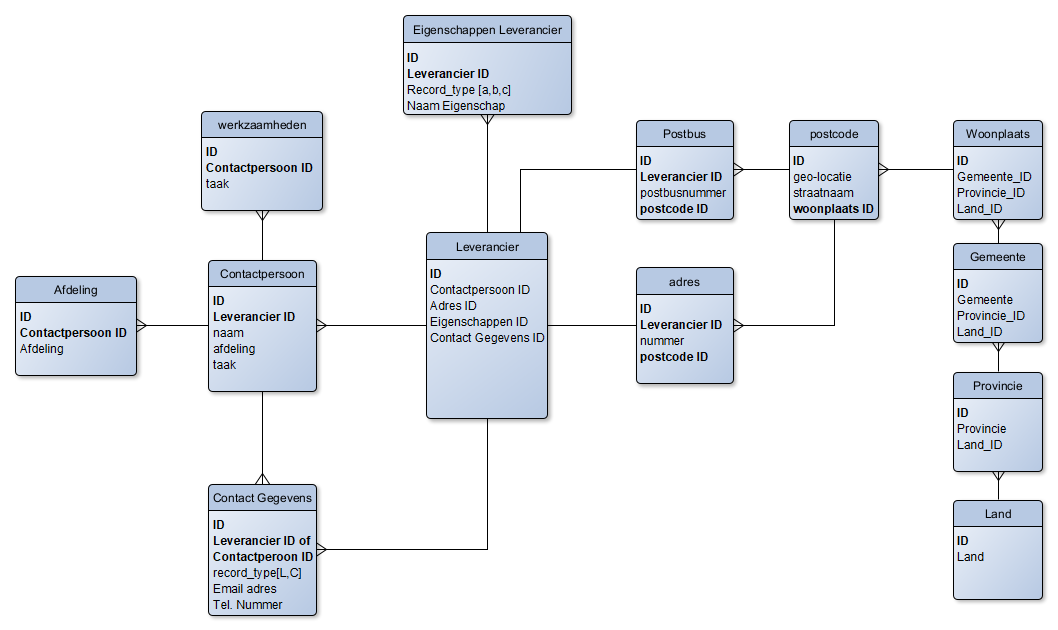 Eigenschappen Leverancier
ID
Leverancier ID
Record_type [a,b,c]
Naam Eigenschap
werkzaamheden
ID
Contactpersoon ID
taak
Postbus
ID
Leverancier ID
postbusnummer
postcode ID
postcode
ID
geo-locatie
straatnaam
woonplaats ID
Woonplaats
ID
Gemeente_ID
Provincie_ID
Land_ID
Afdeling
ID
Contactpersoon ID
Afdeling
Contactpersoon
ID
Leverancier ID
naam
afdeling
taak
Leverancier
ID
Contactpersoon ID
Adres ID
Eigenschappen ID
Contact Gegevens ID
adres
ID
Leverancier ID
nummer
postcode ID
Gemeente
ID
Gemeente
Provincie_ID
Land_ID
Provincie
ID
Provincie
Land_ID
Contact Gegevens
ID
Leverancier ID of
Contactperoon ID
record_type[L,C]
Email adres
Tel. Nummer
Land
ID
Land